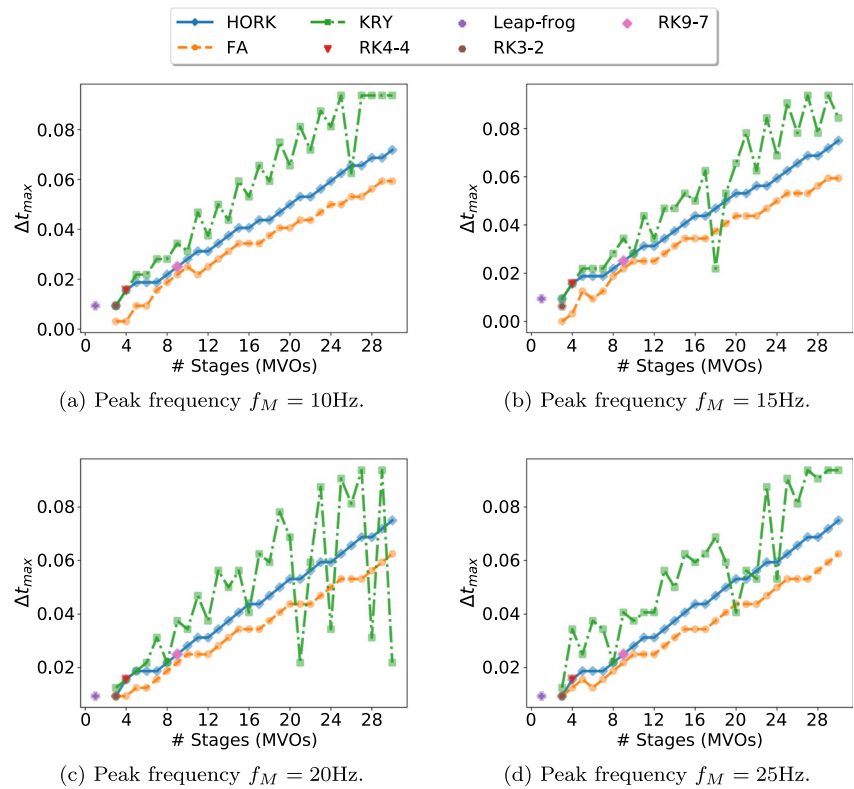 HORK KRY Leap-frog RK9-7
FA RK4-4 RK3-2
0.08
0.06
0.04
0.02
0.00
Δt_max
0 4 8 12 16 20 24 28
# Stages (MVOs)
(a) Peak frequency f_M = 10Hz.
0.08
0.06
0.04
0.02
0.00
Δt_max
0 4 8 12 16 20 24 28
# Stages (MVOs)
(b) Peak frequency f_M = 15Hz.
0.08
0.06
0.04
0.02
Δt_max
0 4 8 12 16 20 24 28
# Stages (MVOs)
(c) Peak frequency f_M = 20Hz.
0.08
0.06
0.04
0.02
Δt_max
0 4 8 12 16 20 24 28
# Stages (MVOs)
(d) Peak frequency f_M = 25Hz.